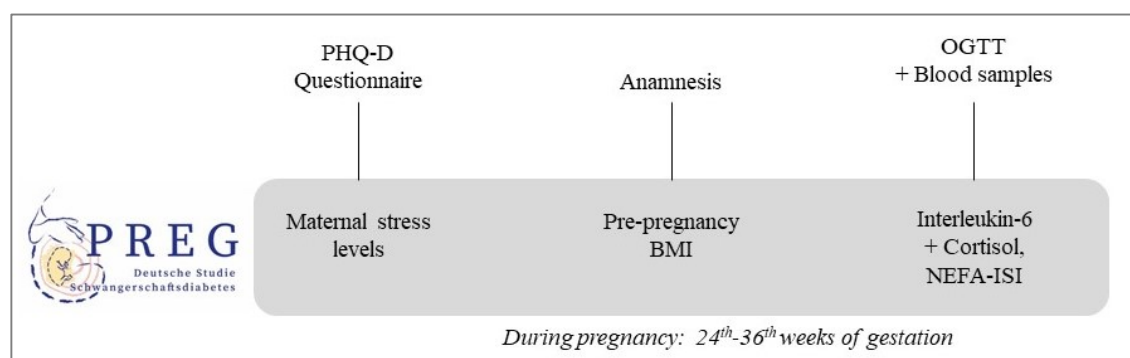 PHQ-D
Questionnaire
Anamnesis
OGTT
+ Blood samples
PREG
Deutsche Studie
Schwangerschaftsdiabetes
Maternal stress
levels
Pre-pregnancy
BMI
Interleukin-6
+ Cortisol,
NEFA-ISI
During pregnancy: 24th-36th weeks of gestation